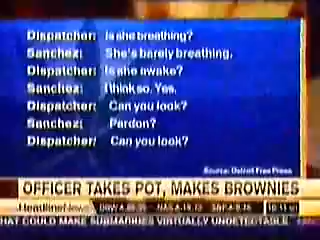 Dispatcher: Is she breathing?
Sanchez: She's barely breathing.
Dispatcher: Is she awake?
Sanchez: I think so. Yes.
Dispatcher: Can you look?
Sanchez: Pardon?
Dispatcher: Can you look?
Source: Detroit Free Press
OFFICER TAKES POT, MAKES BROWNIES
HeadlineNews
THAT COULD MAKE SUBMARINES VIRTUALLY UNDETECTABLE